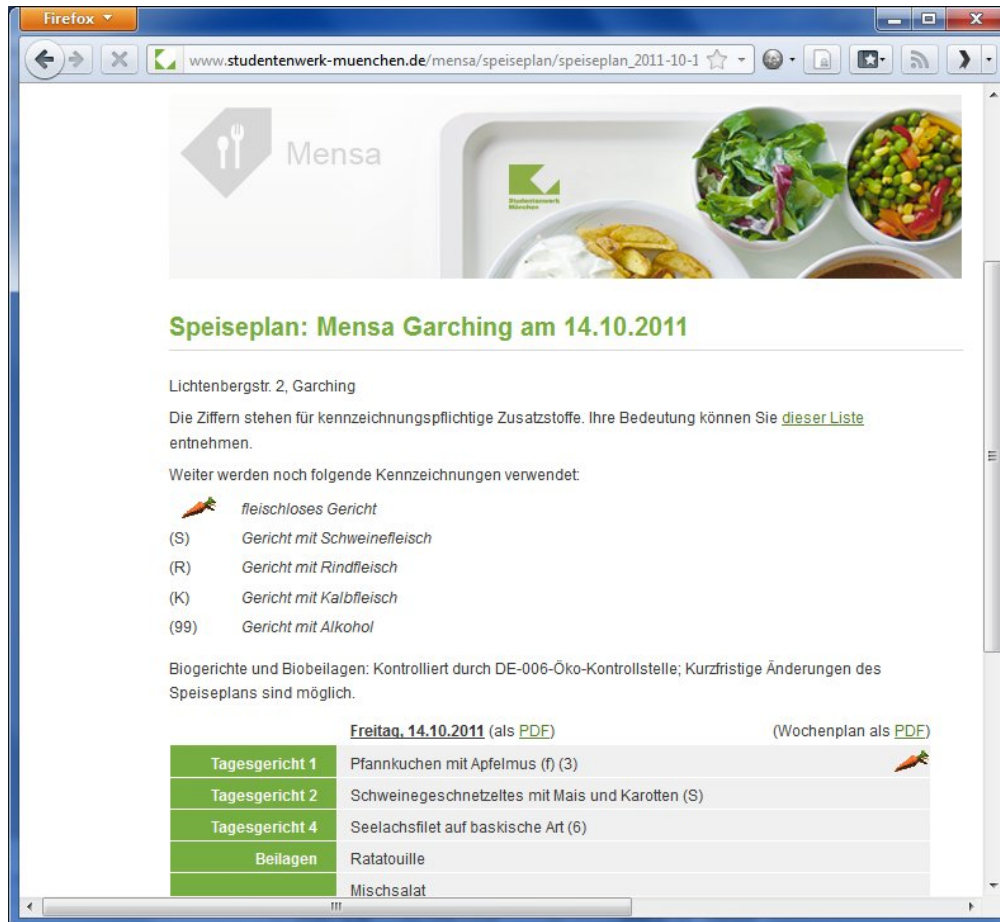 Firefox
www.studentenwerk-muenchen.de/mensa/speiseplan/speiseplan_2011-10-1
Mensa
Studentenwerk
München
Speiseplan: Mensa Garching am 14.10.2011
Lichtenbergstr. 2, Garching
Die Ziffern stehen für kennzeichnungspflichtige Zusatzstoffe. Ihre Bedeutung können Sie dieser Liste
entnehmen.
Weiter werden noch folgende Kennzeichnungen verwendet:
fleischloses Gericht
(S) Gericht mit Schweinefleisch
(R) Gericht mit Rindfleisch
(K) Gericht mit Kalbfleisch
(99) Gericht mit Alkohol
Biogerichte und Biobeilagen: Kontrolliert durch DE-006-Öko-Kontrollstelle; Kurzfristige Änderungen des
Speiseplans sind möglich.
Freitag, 14.10.2011 (als PDF) (Wochenplan als PDF)
Tagesgericht 1 Pfannkuchen mit Apfelmus (f) (3)
Tagesgericht 2 Schweinegeschnetzeltes mit Mais und Karotten (S)
Tagesgericht 4 Seelachsfilet auf baskische Art (6)
Beilagen Ratatouille
Mischsalat